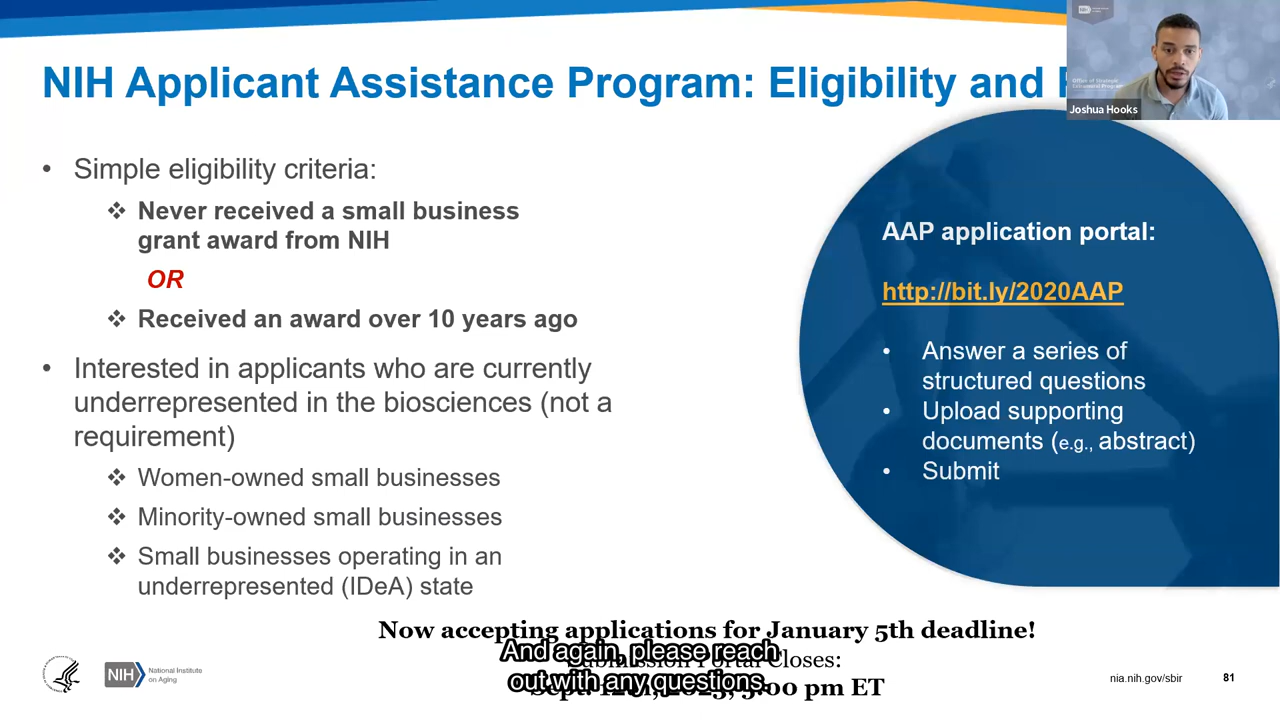 NIH Applicant Assistance Program: Eligibility and
Joshua Hooks
• Simple eligibility criteria:
❖ Never received a small business
grant award from NIH
OR
❖ Received an award over 10 years ago
• Interested in applicants who are currently
underrepresented in the biosciences (not a
requirement)
❖ Women-owned small businesses
❖ Minority-owned small businesses
❖ Small businesses operating in an
underrepresented (IDeA) state
AAP application portal:
http://bit.ly/2020AAP
• Answer a series of
structured questions
• Upload supporting
documents (e.g., abstract)
• Submit
Now accepting applications for January 5th deadline!
Submission Portal Closes:
And again, please reach
out with any questions.
Sept. 5:00 pm ET
NIH
National Institute
on Aging
nia.nih.gov/sbir
81